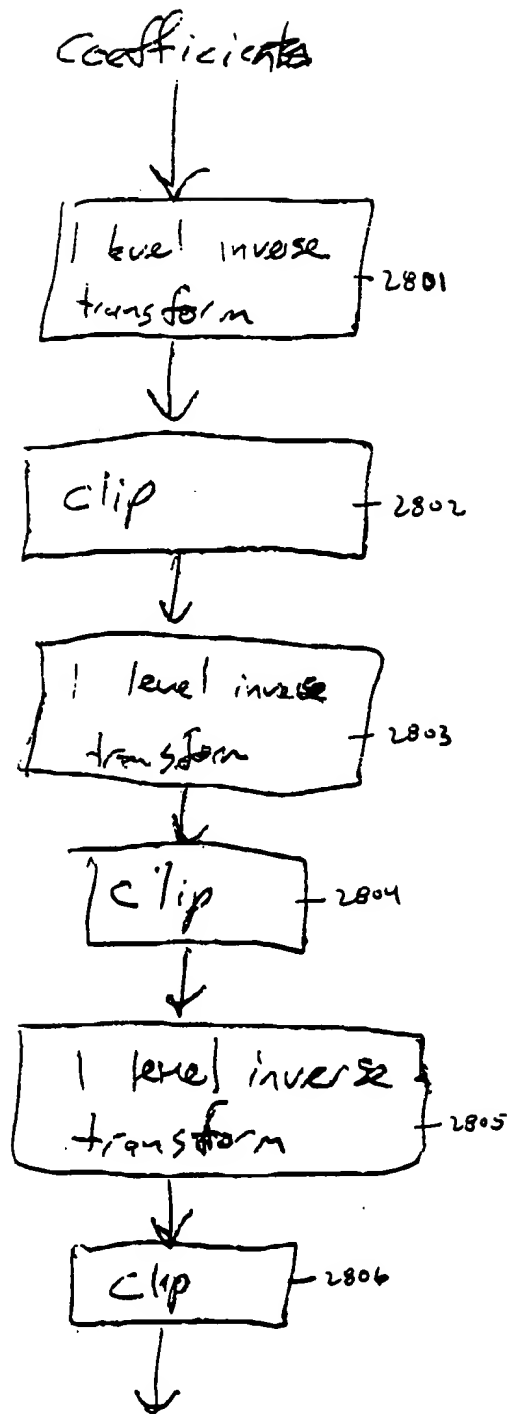 Coefficients
1 level inverse
transform
2801
clip
2802
1 level inverse
transform
2803
clip
2804
1 level inverse
transform
2805
clip
2806